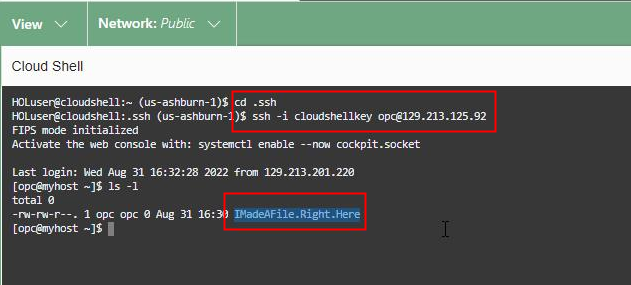 View Network: Public
Cloud Shell
HOLuser@cloudshell:~ (us-ashburn-1)$ cd .ssh
HOLuser@cloudshell:.ssh (us-ashburn-1)$ ssh -i cloudshellkey opc@129.213.125.92
FIPS mode initialized
Activate the web console with: systemctl enable --now cockpit.socket
Last login: Wed Aug 31 16:32:28 2022 from 129.213.201.220
[opc@myhost ~]$ ls -l
total 0
-rw-rw-r--. 1 opc opc 0 Aug 31 16:30 IMadeAFile.Right.Here
[opc@myhost ~]$